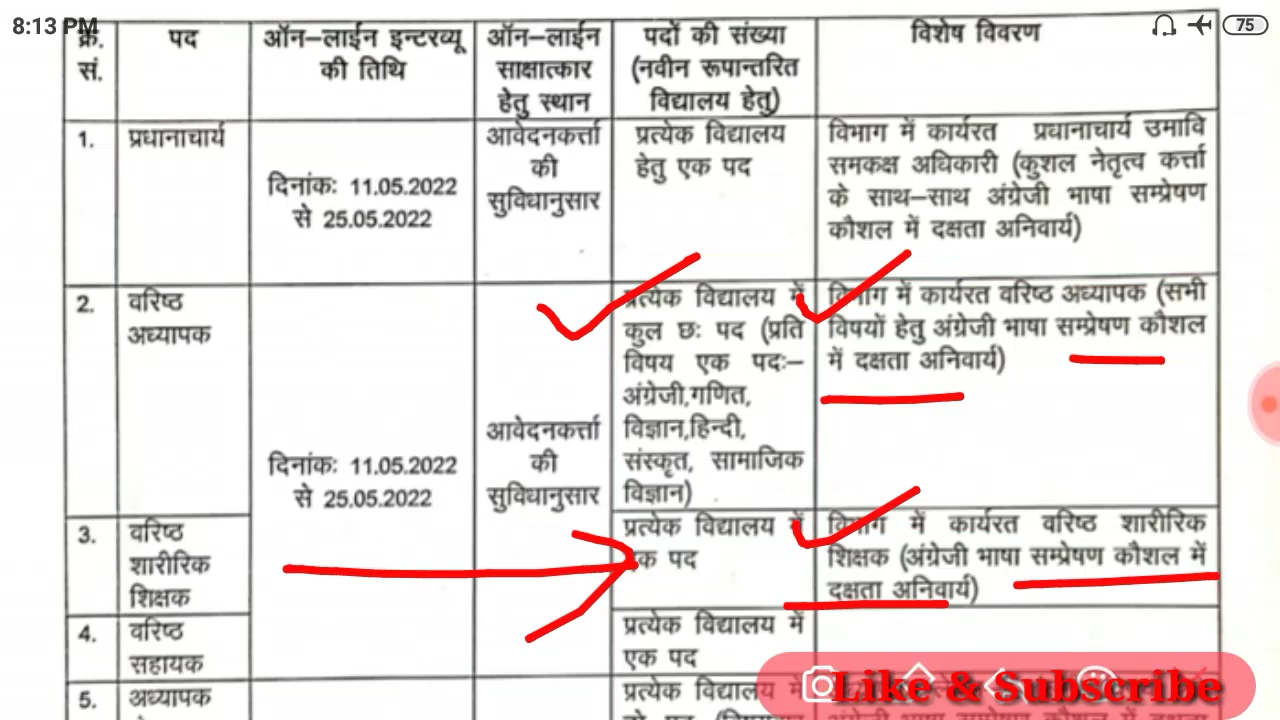 8:13 PM
75
क्र. सं.
पद
ऑन–लाईन इन्टरव्यू
की तिथि
ऑन–लाईन
साक्षात्कार
हेतु स्थान
पदों की संख्या
(नवीन रूपान्तरित
विद्यालय हेतु)
विशेष विवरण
1.
प्रधानाचार्य
दिनांकः 11.05.2022
से 25.05.2022
आवेदनकर्त्ता
की
सुविधानुसार
प्रत्येक विद्यालय
हेतु एक पद
विभाग में कार्यरत प्रधानाचार्य उमावि
समकक्ष अधिकारी (कुशल नेतृत्व कर्त्ता
के साथ–साथ अंग्रेजी भाषा सम्प्रेषण
कौशल में दक्षता अनिवार्य)
2.
वरिष्ठ
अध्यापक
दिनांकः 11.05.2022
से 25.05.2022
आवेदनकर्त्ता
की
सुविधानुसार
प्रत्येक विद्यालय में
कुल छः पद (प्रति
विषय एक पदः–
अंग्रेजी,गणित,
विज्ञान,हिन्दी,
संस्कृत, सामाजिक
विज्ञान)
विभाग में कार्यरत वरिष्ठ अध्यापक (सभी
विषयों हेतु अंग्रेजी भाषा सम्प्रेषण कौशल
में दक्षता अनिवार्य)
3.
वरिष्ठ
शारीरिक
शिक्षक
प्रत्येक विद्यालय में
एक पद
विभाग में कार्यरत वरिष्ठ शारीरिक
शिक्षक (अंग्रेजी भाषा सम्प्रेषण कौशल में
दक्षता अनिवार्य)
4.
वरिष्ठ
सहायक
प्रत्येक विद्यालय में
एक पद
5.
अध्यापक
प्रत्येक विद्यालय में
Like & Subscribe